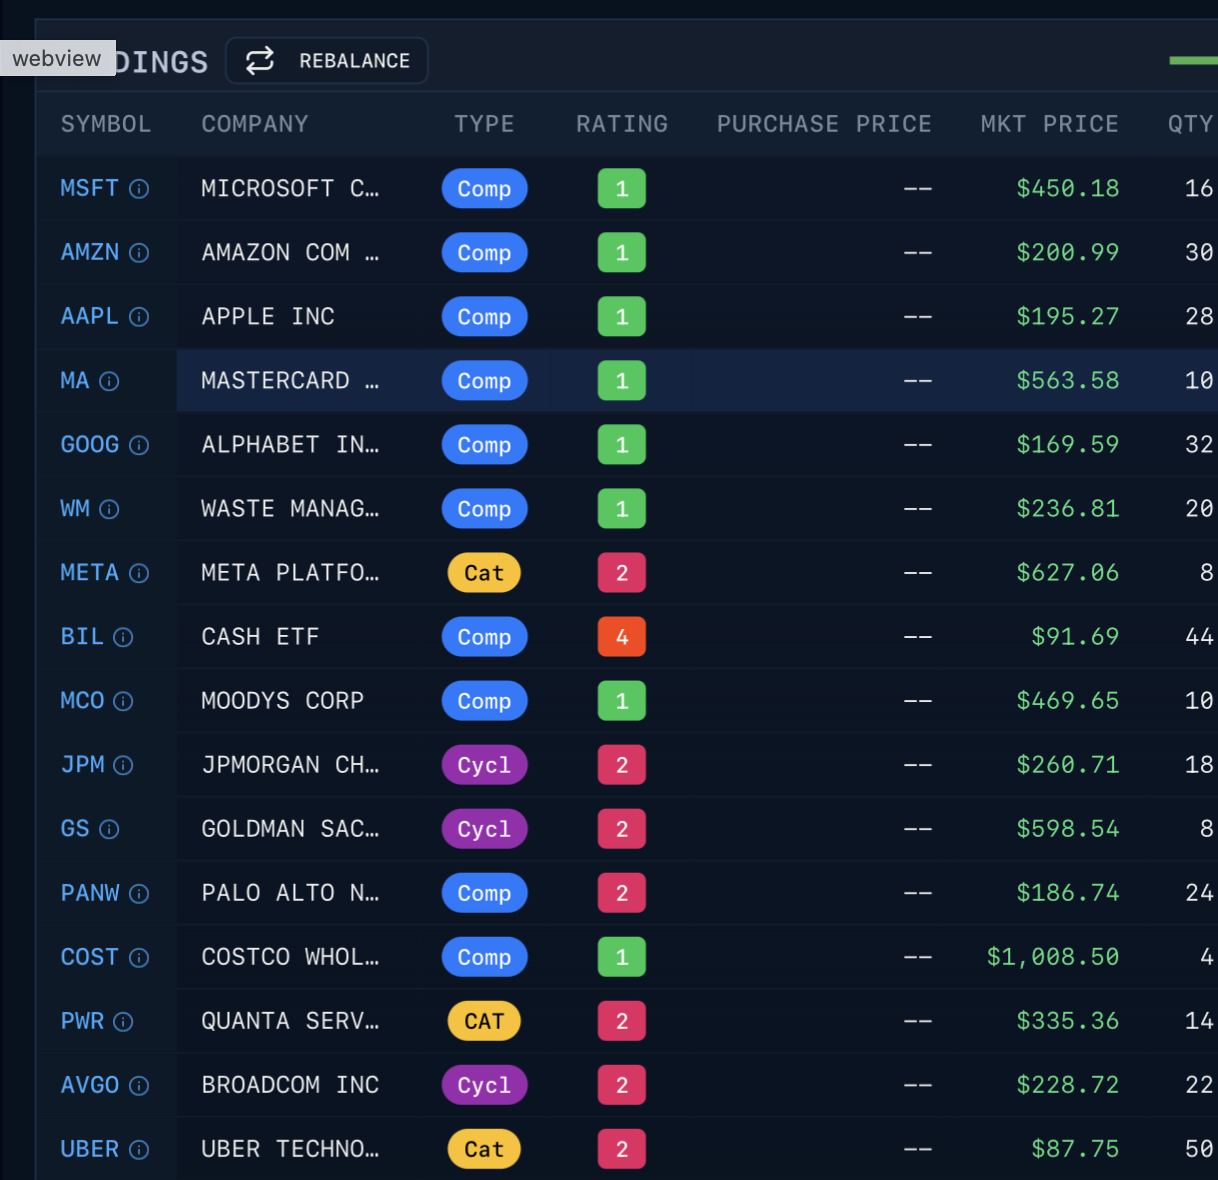 webview
DINGS REBALANCE
SYMBOL COMPANY TYPE RATING PURCHASE PRICE MKT PRICE QTY
MSFT MICROSOFT C… Comp 1 —— $450.18 16
AMZN AMAZON COM … Comp 1 —— $200.99 30
AAPL APPLE INC Comp 1 —— $195.27 28
MA MASTERCARD … Comp 1 —— $563.58 10
GOOG ALPHABET IN… Comp 1 —— $169.59 32
WM WASTE MANAG… Comp 1 —— $236.81 20
META META PLATFO… Cat 2 —— $627.06 8
BIL CASH ETF Comp 4 —— $91.69 44
MCO MOODYS CORP Comp 1 —— $469.65 10
JPM JPMORGAN CH… Cycl 2 —— $260.71 18
GS GOLDMAN SAC… Cycl 2 —— $598.54 8
PANW PALO ALTO N… Comp 2 —— $186.74 24
COST COSTCO WHOL… Comp 1 —— $1,008.50 4
PWR QUANTA SERV… CAT 2 —— $335.36 14
AVGO BROADCOM INC Cycl 2 —— $228.72 22
UBER UBER TECHNO… Cat 2 —— $87.75 50